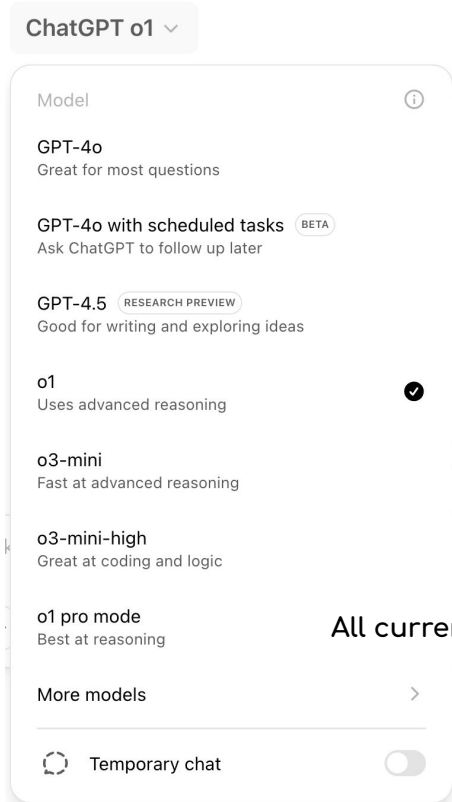 ChatGPT o1
Model
GPT-4o
Great for most questions
GPT-4o with scheduled tasks BETA
Ask ChatGPT to follow up later
GPT-4.5 RESEARCH PREVIEW
Good for writing and exploring ideas
o1
Uses advanced reasoning
o3-mini
Fast at advanced reasoning
o3-mini-high
Great at coding and logic
o1 pro mode
Best at reasoning
All
More models
Temporary chat